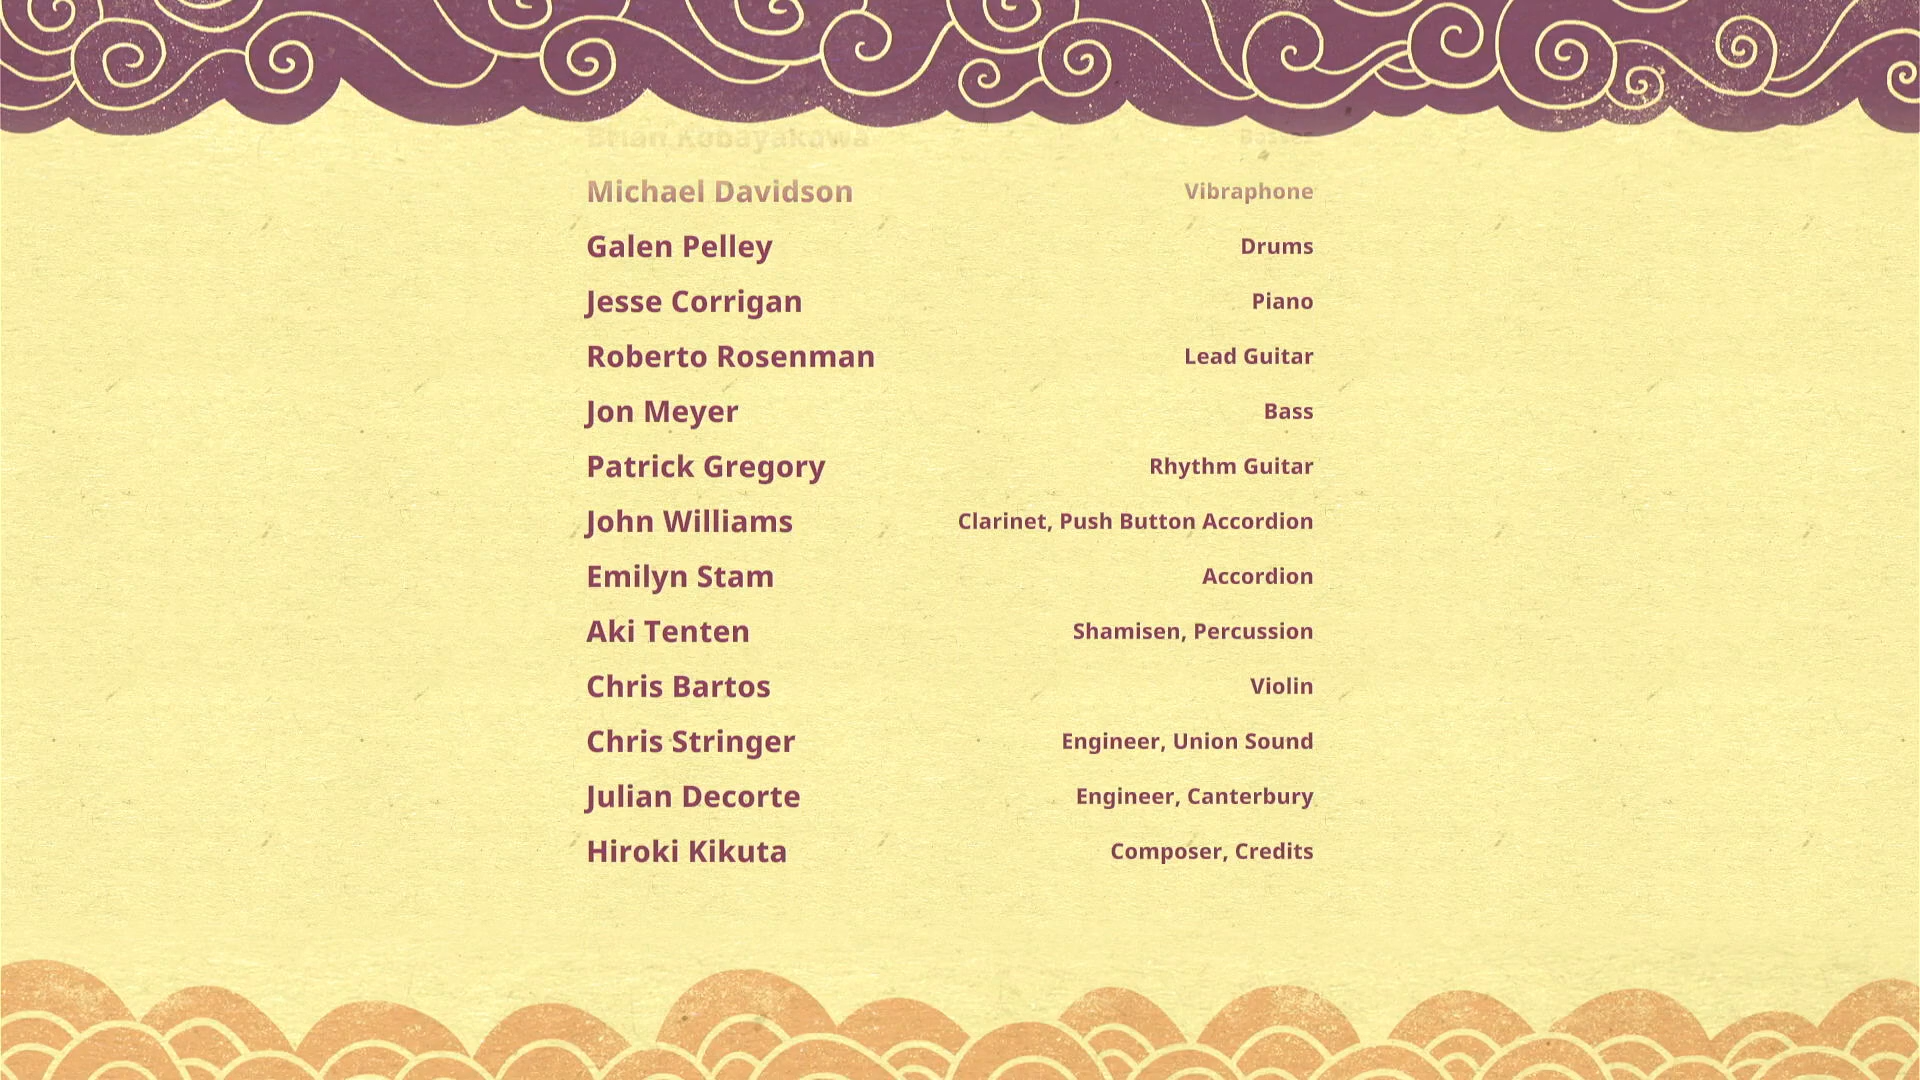 Brian Kobayakawa
Michael Davidson Vibraphone
Galen Pelley Drums
Jesse Corrigan Piano
Roberto Rosenman Lead Guitar
Jon Meyer Bass
Patrick Gregory Rhythm Guitar
John Williams Clarinet, Push Button Accordion
Emilyn Stam Accordion
Aki Tenten Shamisen, Percussion
Chris Bartos Violin
Chris Stringer Engineer, Union Sound
Julian Decorte Engineer, Canterbury
Hiroki Kikuta Composer, Credits